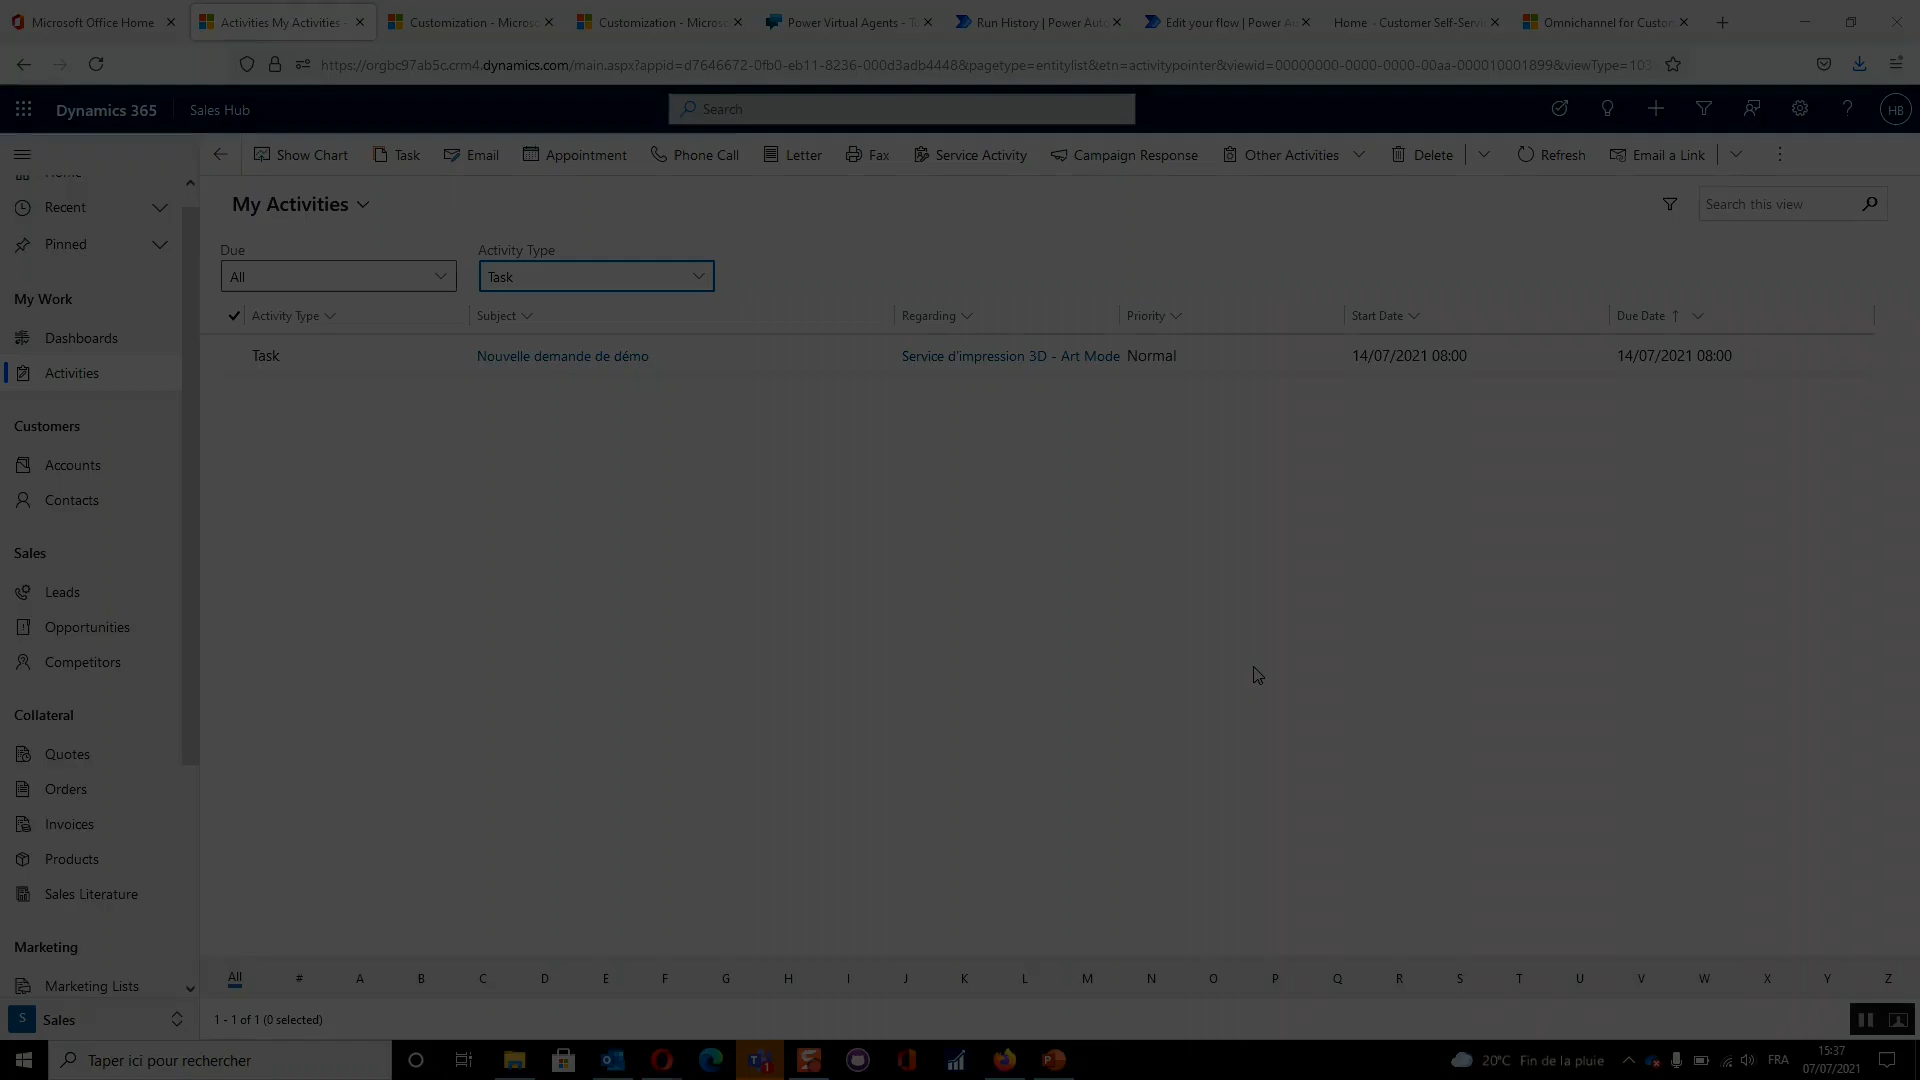 Microsoft Office Home
Activities My Activities -
Customization - Microso
Customization - Microso
Power Virtual Agents - T
Run History | Power Auto
Edit your flow | Power Au
Home · Customer Self-Servi
Omnichannel for Custor
https://orgbc97ab5c.crm4.dynamics.com/main.aspx?appid=d7646672-0fb0-eb11-8236-000d3adb4448&pagetype=entitylist&etn=activitypointer&viewid=00000000-0000-0000-00aa-000010001899&viewType=103
Dynamics 365
Sales Hub
Search
HB
Show Chart
Task
Email
Appointment
Phone Call
Letter
Fax
Service Activity
Campaign Response
Other Activities
Delete
Refresh
Email a Link
Home
Recent
Pinned
My Work
Dashboards
Activities
Customers
Accounts
Contacts
Sales
Leads
Opportunities
Competitors
Collateral
Quotes
Orders
Invoices
Products
Sales Literature
Marketing
Marketing Lists
S
Sales
My Activities
Search this view
Due
All
Activity Type
Task
Activity Type
Subject
Regarding
Priority
Start Date
Due Date
Task
Nouvelle demande de démo
Service d'impression 3D - Art Mode
Normal
14/07/2021 08:00
14/07/2021 08:00
All # A B C D E F G H I J K L M N O P Q R S T U V W X Y Z
1 - 1 of 1 (0 selected)
Taper ici pour rechercher
20°C Fin de la pluie
FRA
15:37
07/07/2021